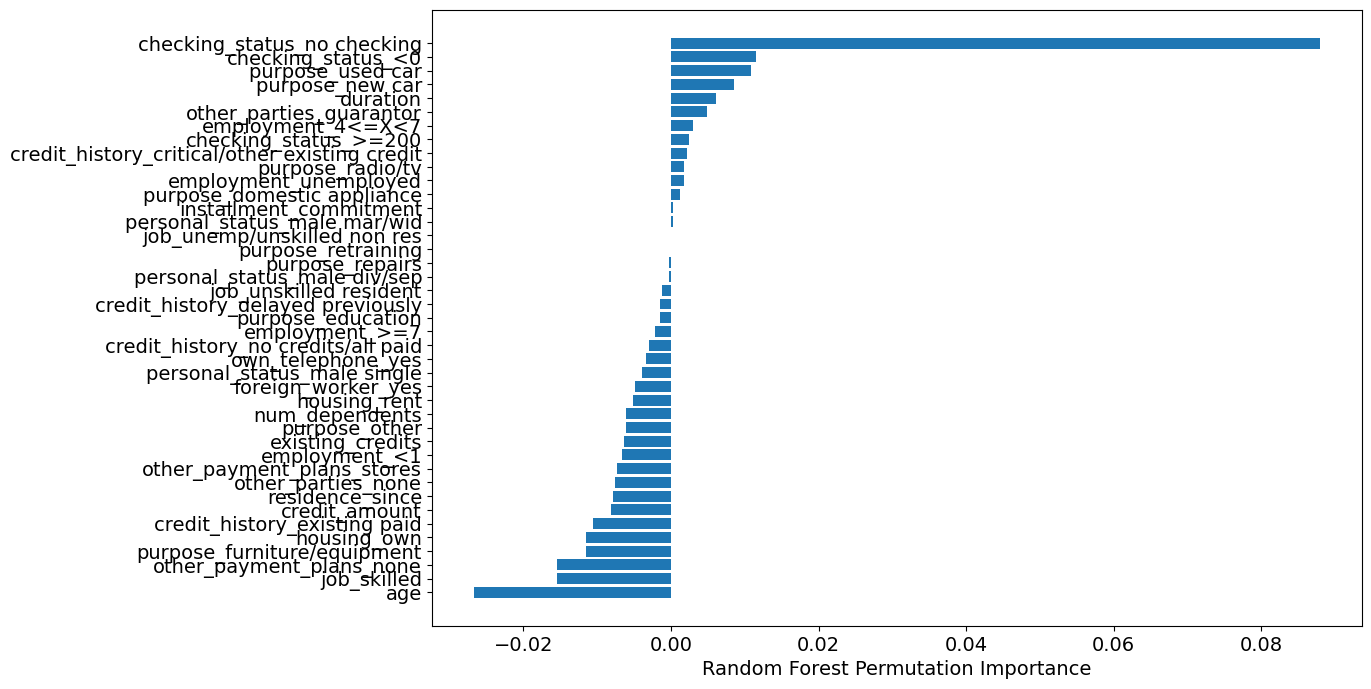 checking_status_no checking
checking_status_<0
purpose_used car
purpose_new car
duration
other_parties_guarantor
employment_4<=X<7
checking_status_>=200
credit_history_critical/other existing credit
purpose_radio/tv
employment_unemployed
purpose_domestic appliance
installment_commitment
personal_status_male mar/wid
job_unemp/unskilled non res
purpose_retraining
purpose_repairs
personal_status_male div/sep
job_unskilled resident
credit_history_delayed previously
purpose_education
employment_>=7
credit_history_no credits/all paid
own_telephone_yes
personal_status_male single
foreign_worker_yes
housing_rent
num_dependents
purpose_other
existing_credits
employment_<1
other_payment_plans_stores
other_parties_none
residence_since
credit_amount
credit_history_existing paid
housing_own
purpose_furniture/equipment
other_payment_plans_none
job_skilled
age
−0.02 0.00 0.02 0.04 0.06 0.08
Random Forest Permutation Importance